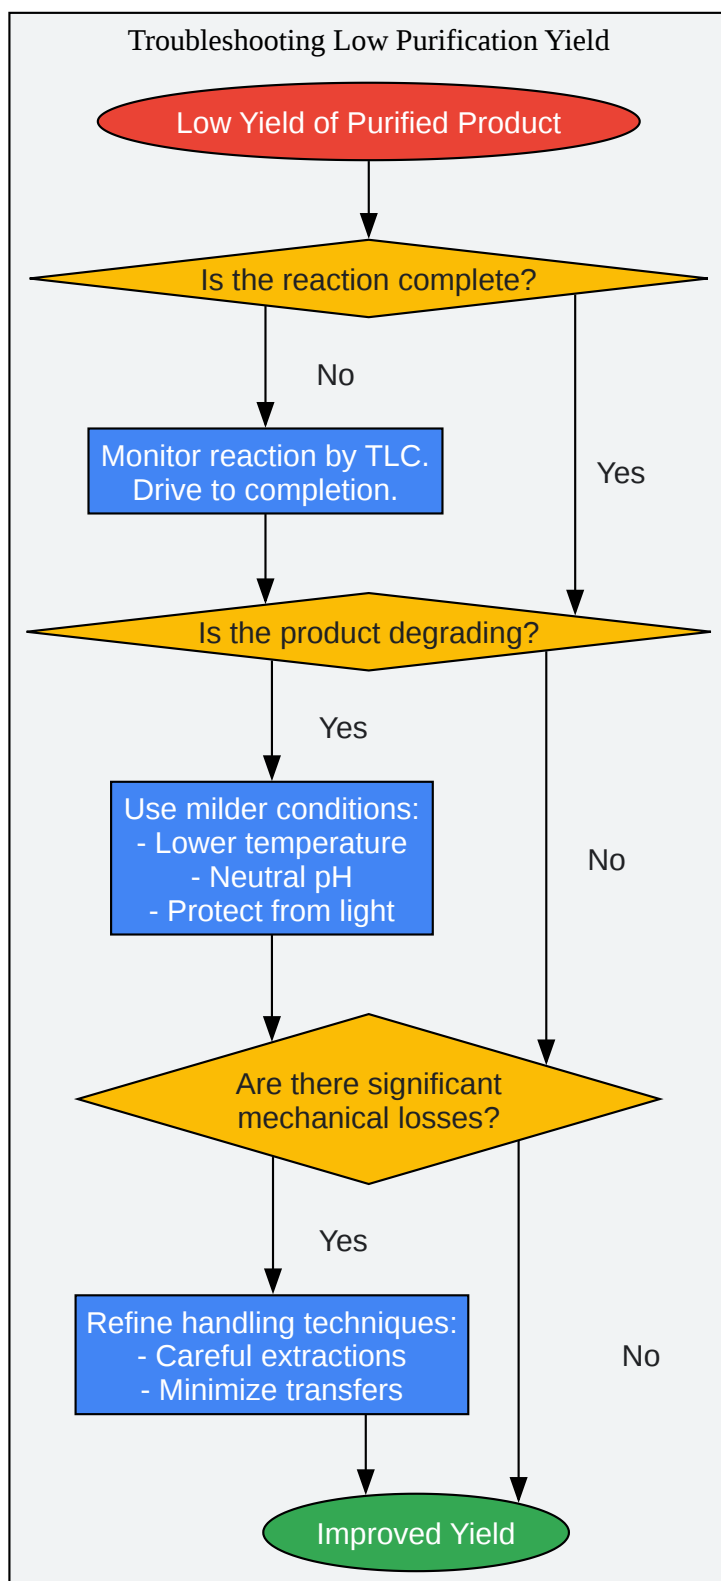 Troubleshooting Low Purification Yield
Low Yield of Purified Product
Is the reaction complete?
No
Monitor reaction by TLC.
Drive to completion.
Yes
Is the product degrading?
Yes
Use milder conditions:
- Lower temperature
- Neutral pH
- Protect from light
No
Are there significant
mechanical losses?
Yes
Refine handling techniques:
- Careful extractions
- Minimize transfers
No
Improved Yield